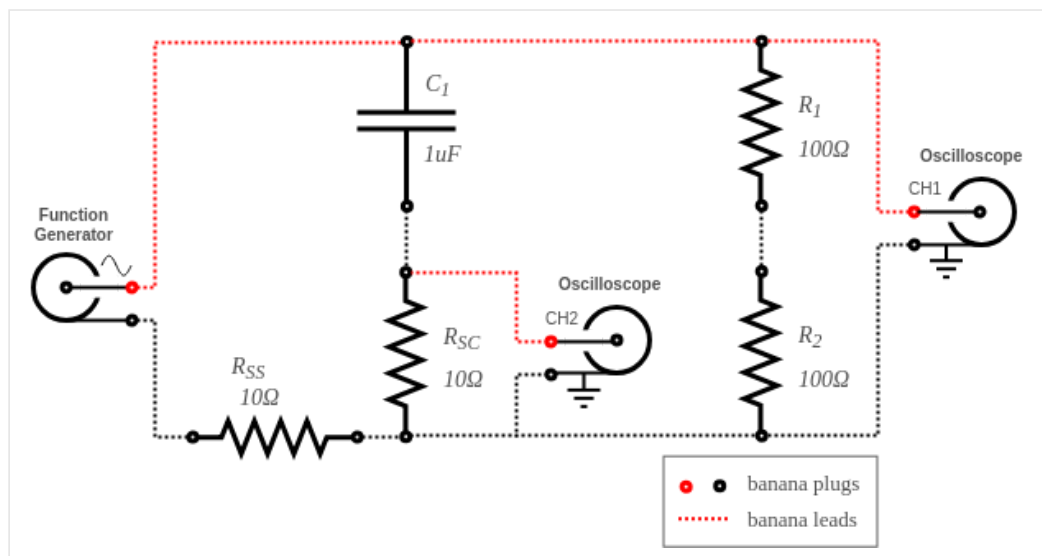 C1
1uF
R1
100Ω
Oscilloscope
CH1
Function
Generator
Oscilloscope
CH2
RSC
10Ω
R2
100Ω
RSS
10Ω
banana plugs
banana leads